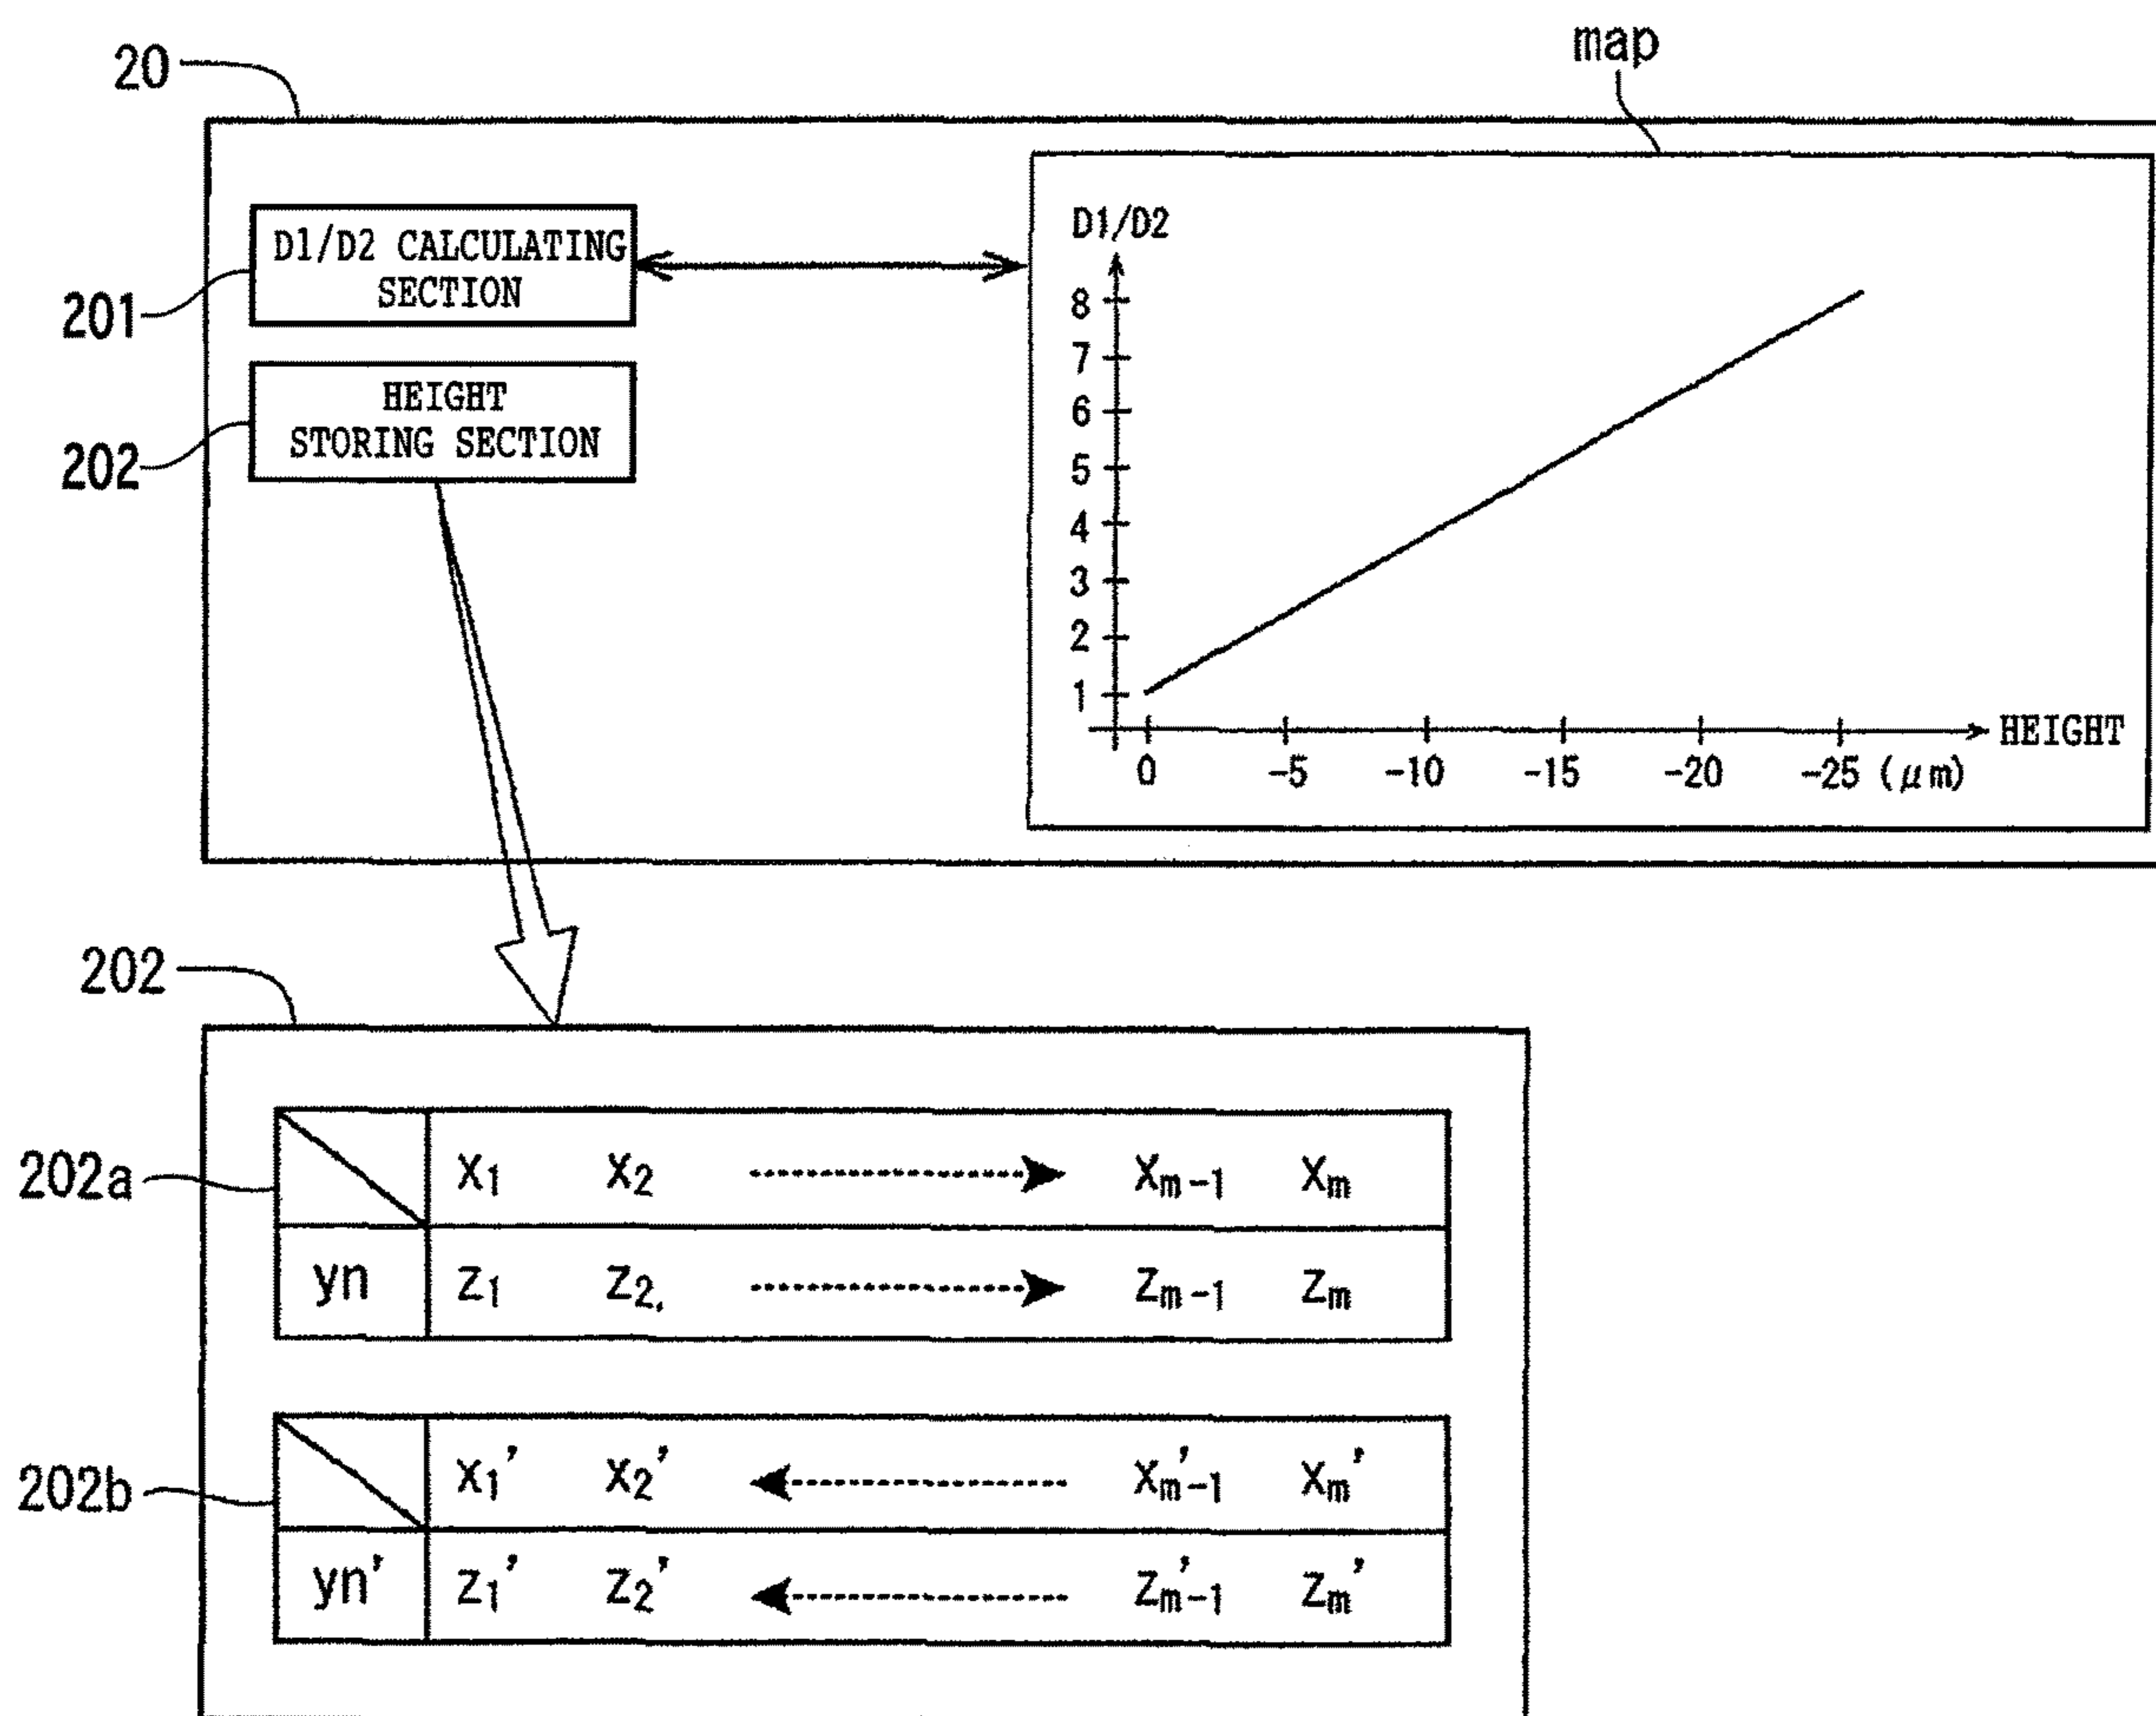 20
map
D1/D2 CALCULATING
SECTION
201
HEIGHT
STORING SECTION
202
D1/D2
8
7
6
5
4
3
2
1
HEIGHT
0 -5 -10 -15 -20 -25 (μm)
202
202a
x₁ x₂ xₘ₋₁ xₘ
yn z₁ z₂. zₘ₋₁ zₘ
202b
x₁' x₂' xₘ'₋₁ xₘ'
yn' z₁' z₂' zₘ'₋₁ zₘ'